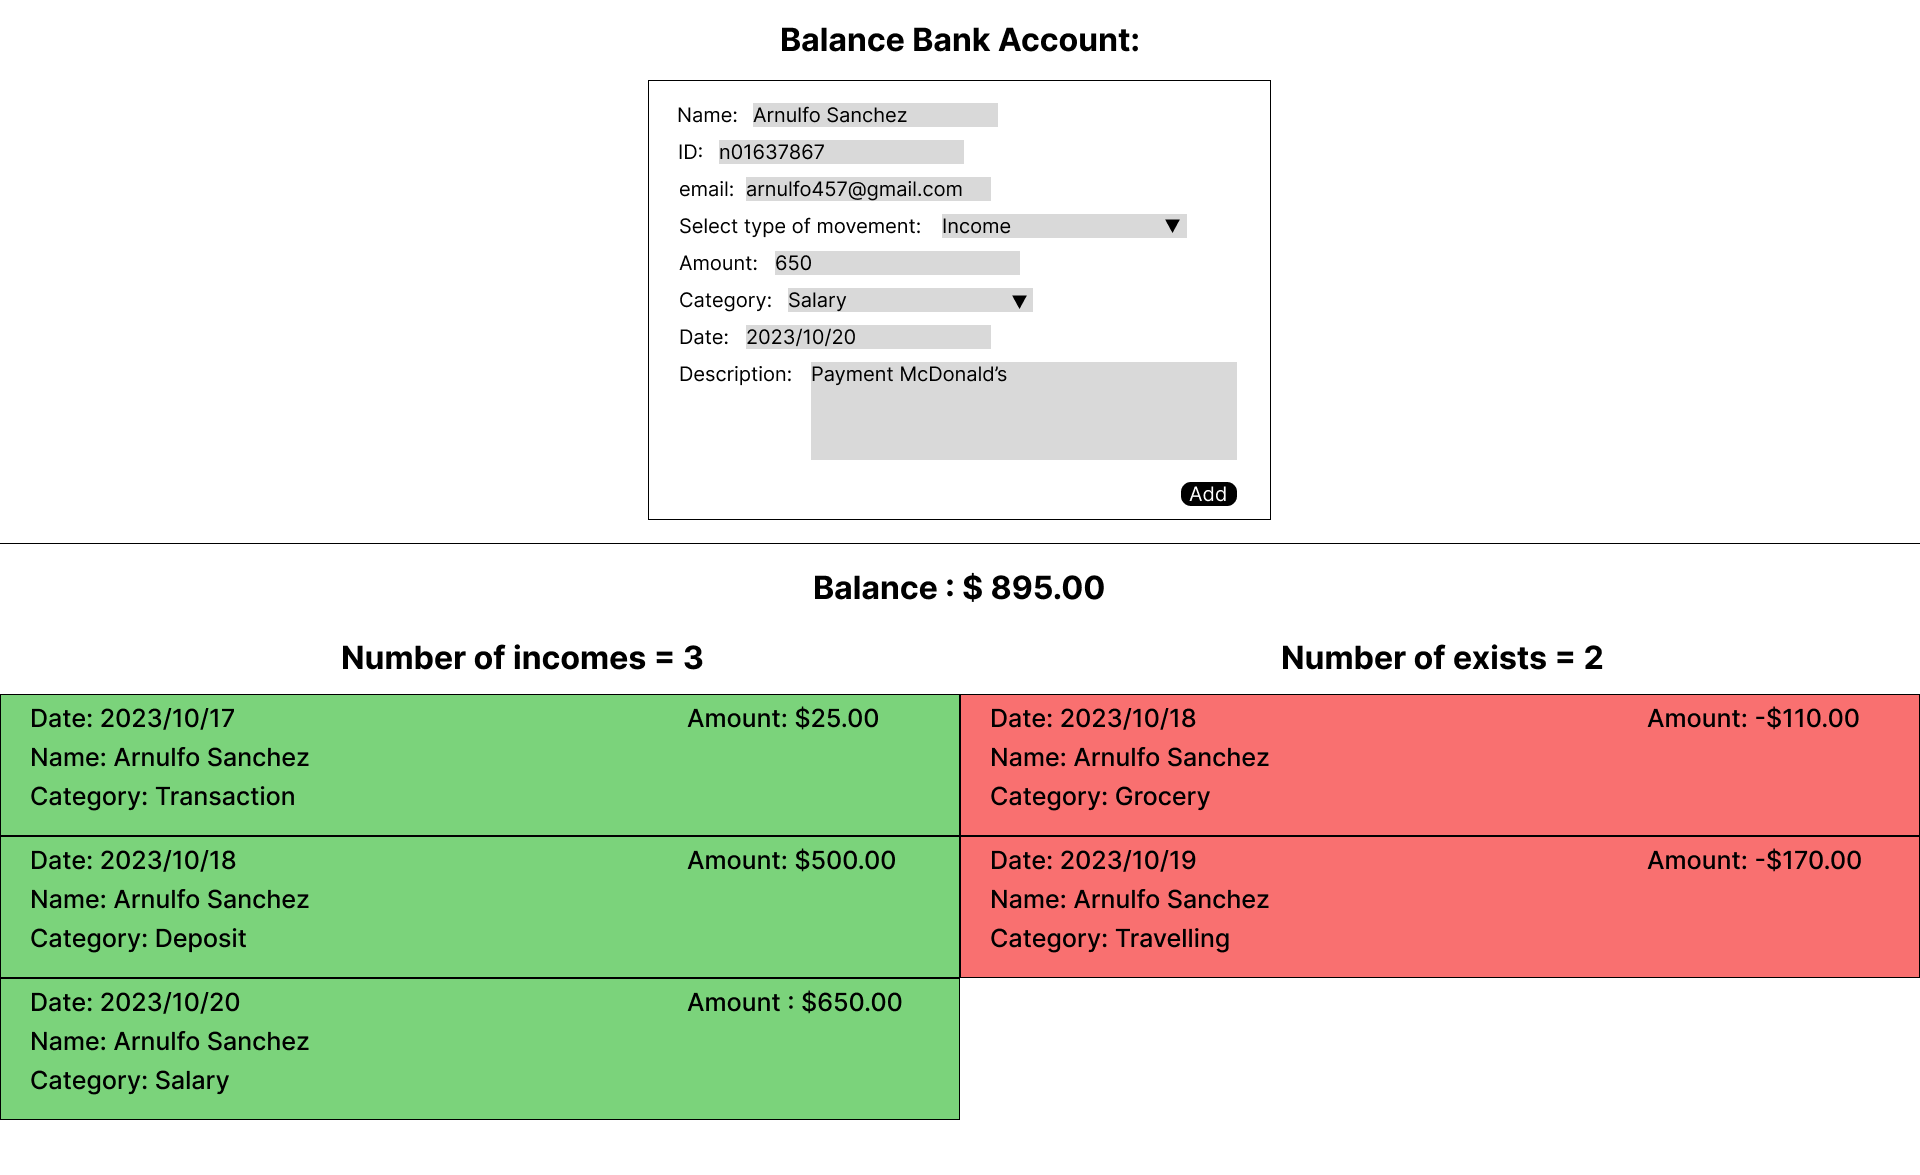 Balance Bank Account:
Name: Arnulfo Sanchez
ID: n01637867
email: arnulfo457@gmail.com
Select type of movement: Income ▼
Amount: 650
Category: Salary ▼
Date: 2023/10/20
Description: Payment McDonald’s
Add
Balance : $ 895.00
Number of incomes = 3
Date: 2023/10/17 Amount: $25.00
Name: Arnulfo Sanchez
Category: Transaction
Date: 2023/10/18 Amount: $500.00
Name: Arnulfo Sanchez
Category: Deposit
Date: 2023/10/20 Amount : $650.00
Name: Arnulfo Sanchez
Category: Salary
Number of exists = 2
Date: 2023/10/18 Amount: -$110.00
Name: Arnulfo Sanchez
Category: Grocery
Date: 2023/10/19 Amount: -$170.00
Name: Arnulfo Sanchez
Category: Travelling